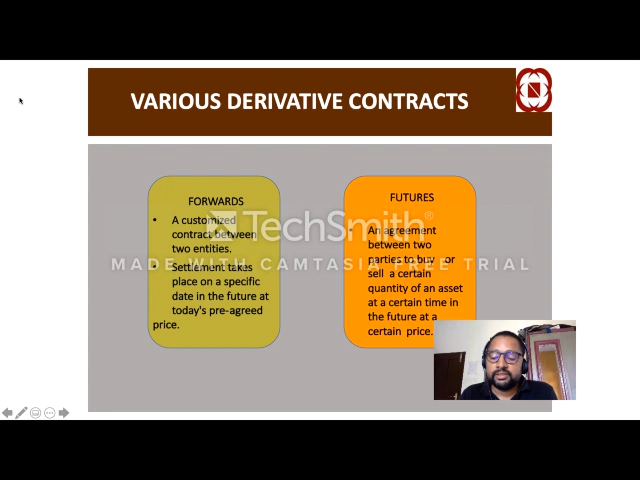 VARIOUS DERIVATIVE CONTRACTS
FORWARDS
• A customized
contract between
two entities.
• Settlement takes
place on a specific
date in the future at
today's pre-agreed
price.
FUTURES
• An agreement
between two
parties to buy or
sell a certain
quantity of an asset
at a certain time in
the future at a
certain price.
TechSmith®
MADE WITH CAMTASIA FREE TRIAL